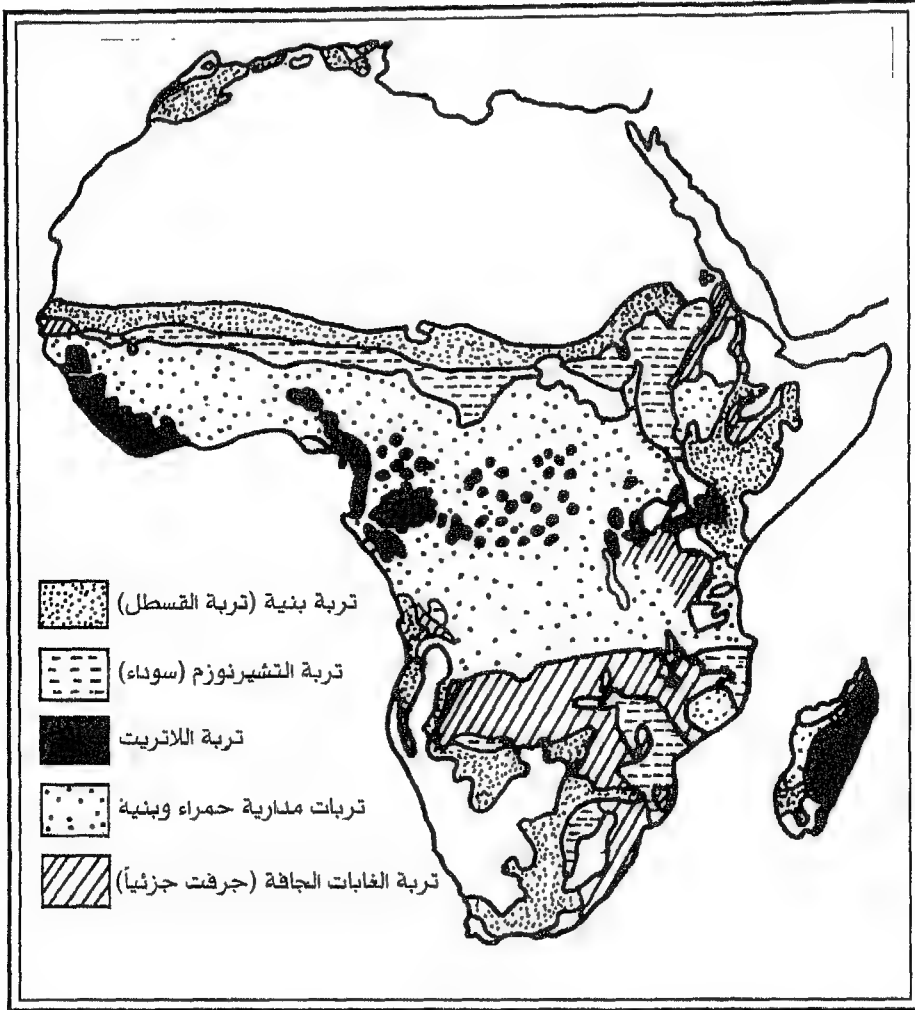 تربة بنية (تربة القسطل)
تربة التشيرنوزم (سوداء)
تربة اللاتريت
تربات مدارية حمراء وبنية
تربة الغابات الجافة (جرفت جزئياً)